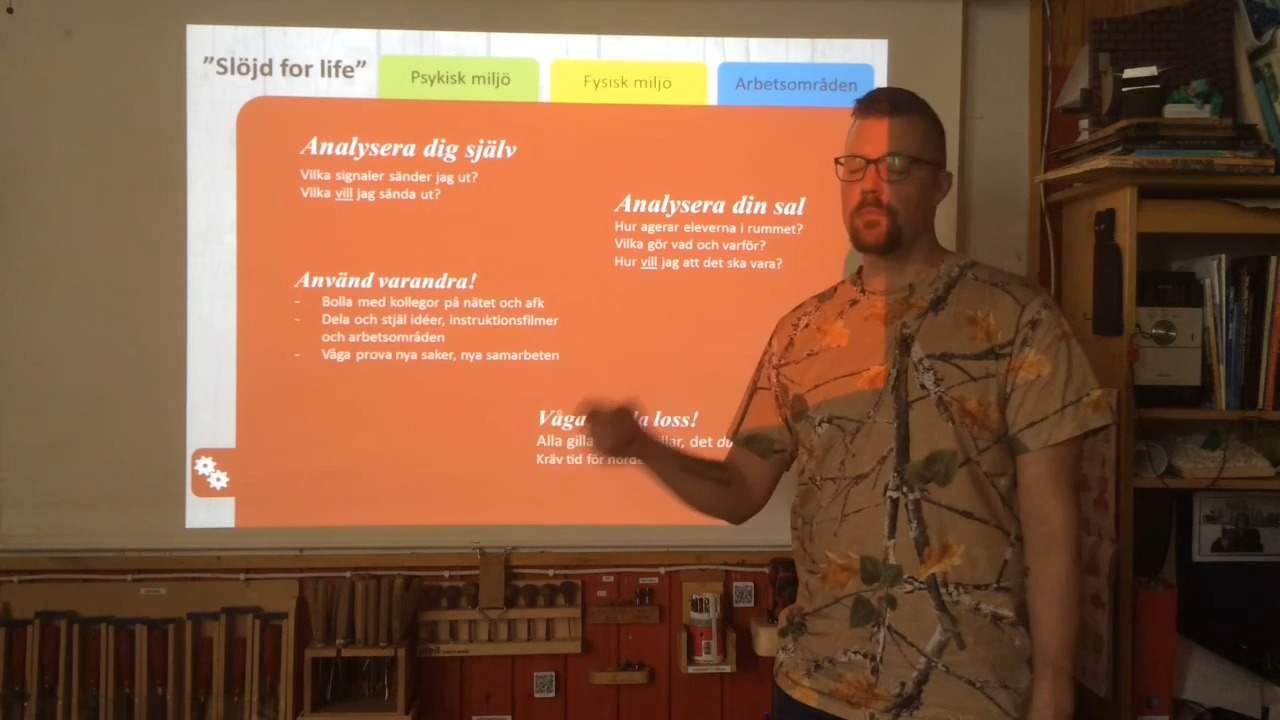 ”Slöjd for life”
Psykisk miljö
Fysisk miljö
Arbetsområden
Analysera dig själv
Vilka signaler sänder jag ut?
Vilka vill jag sända ut?
Analysera din sal
Hur agerar eleverna i rummet?
Vilka gör vad och varför?
Hur vill jag att det ska vara?
Använd varandra!
- Bolla med kollegor på nätet och afk
- Dela och stjäl idéer, instruktionsfilmer
och arbetsområden
- Våga prova nya saker, nya samarbeten
loss!
Alla det
Kräv tid för
pfeil